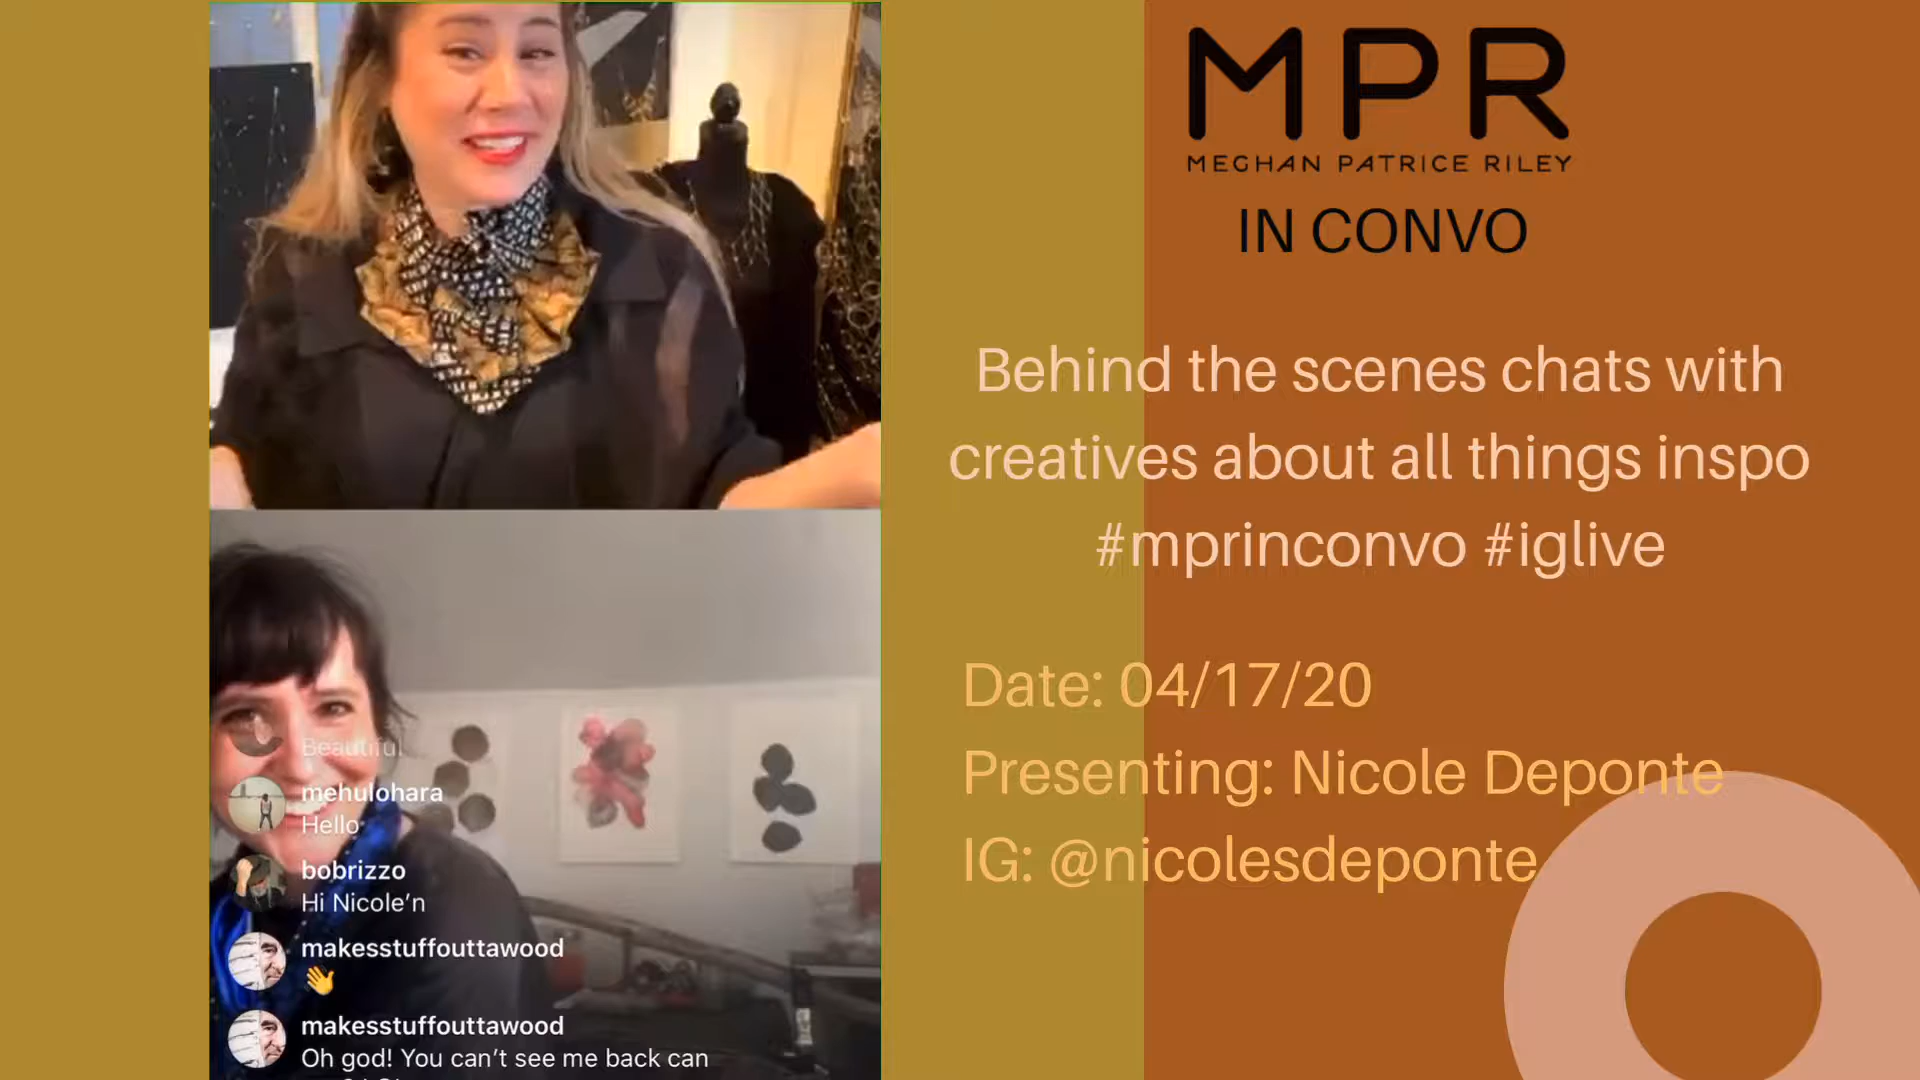 MPR
MEGHAN PATRICE RILEY
IN CONVO
Behind the scenes chats with
creatives about all things inspo
#mprinconvo #iglive
Date: 04/17/20
Presenting: Nicole Deponte
IG: @nicolesdeponte
Beautiful
mehulohara
Hello
bobrizzo
Hi Nicole’n
makesstuffouttawood
👋
makesstuffouttawood
Oh god! You can’t see me back can